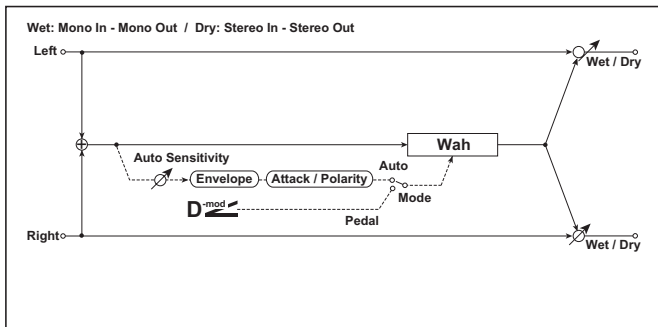 Wet: Mono In - Mono Out / Dry: Stereo In - Stereo Out
Left
Wet / Dry
Wah
Auto Sensitivity
Auto
Envelope
Attack / Polarity
Mode
D-mod
Pedal
Right
Wet / Dry